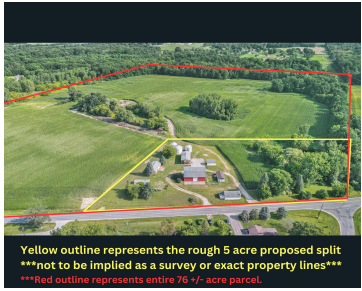 Yellow outline represents the rough 5 acre proposed split
***not to be implied as a survey or exact property lines***
***Red outline represents entire 76 +/- acre parcel.